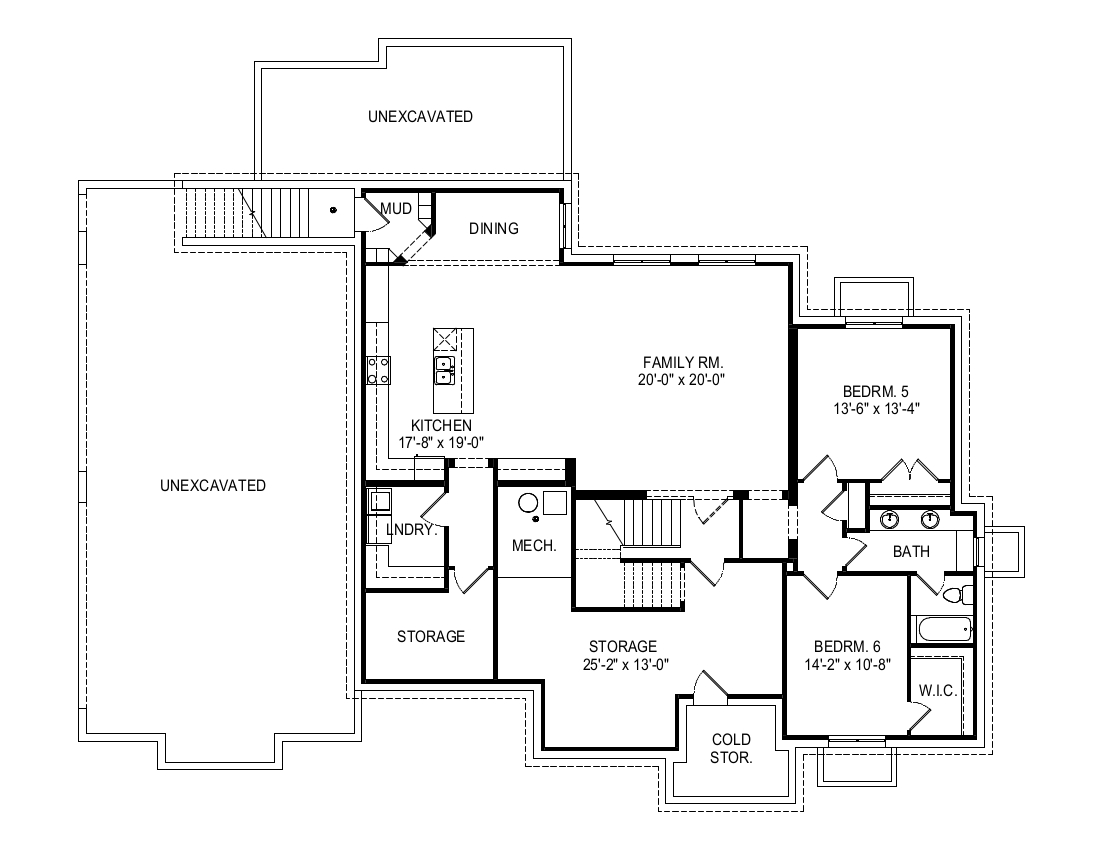 UNEXCAVATED
MUD
DINING
FAMILY RM.
20'-0" x 20'-0"
BEDRM. 5
13'-6" x 13'-4"
KITCHEN
17'-8" x 19'-0"
UNEXCAVATED
LNDRY.
MECH.
BATH
STORAGE
STORAGE
25'-2" x 13'-0"
BEDRM. 6
14'-2" x 10'-8"
W.I.C.
COLD
STOR.